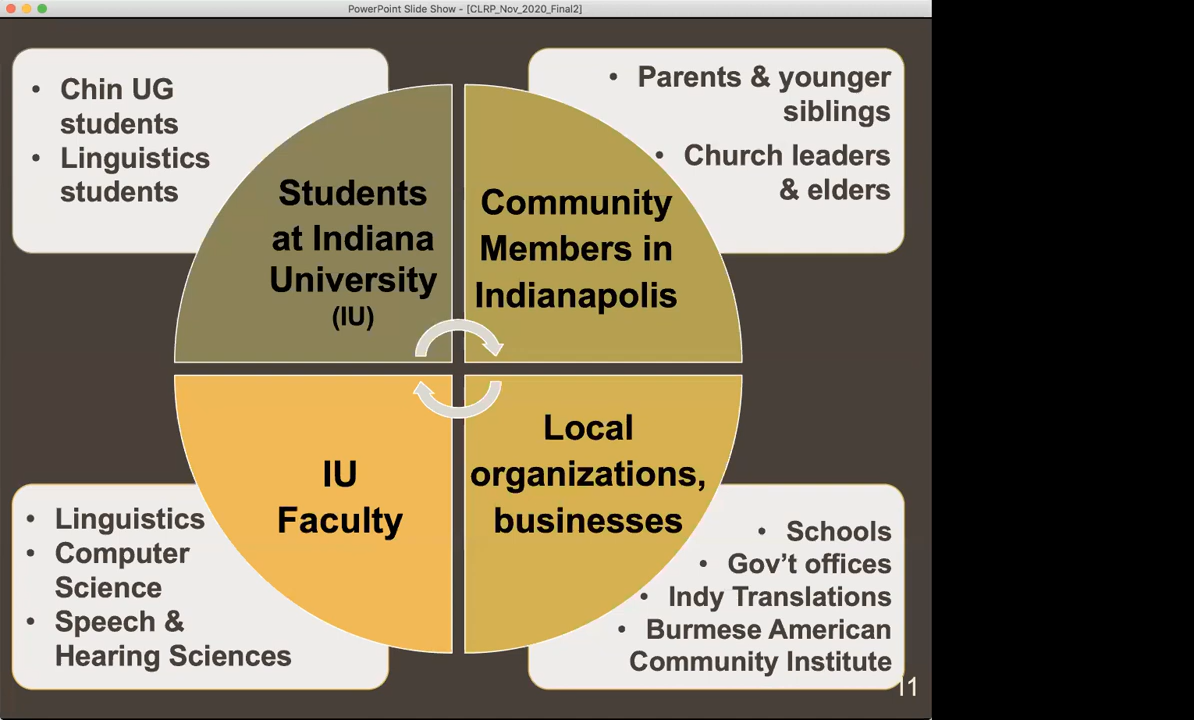 PowerPoint Slide Show - [CLRP_Nov_2020_Final2]
• Chin UG
students
• Linguistics
students
Students
at Indiana
University
(IU)
• Parents & younger
siblings
• Church leaders
& elders
Community
Members in
Indianapolis
IU
Faculty
• Linguistics
• Computer
Science
• Speech &
Hearing Sciences
Local
organizations,
businesses
• Schools
• Gov’t offices
• Indy Translations
• Burmese American
Community Institute
11